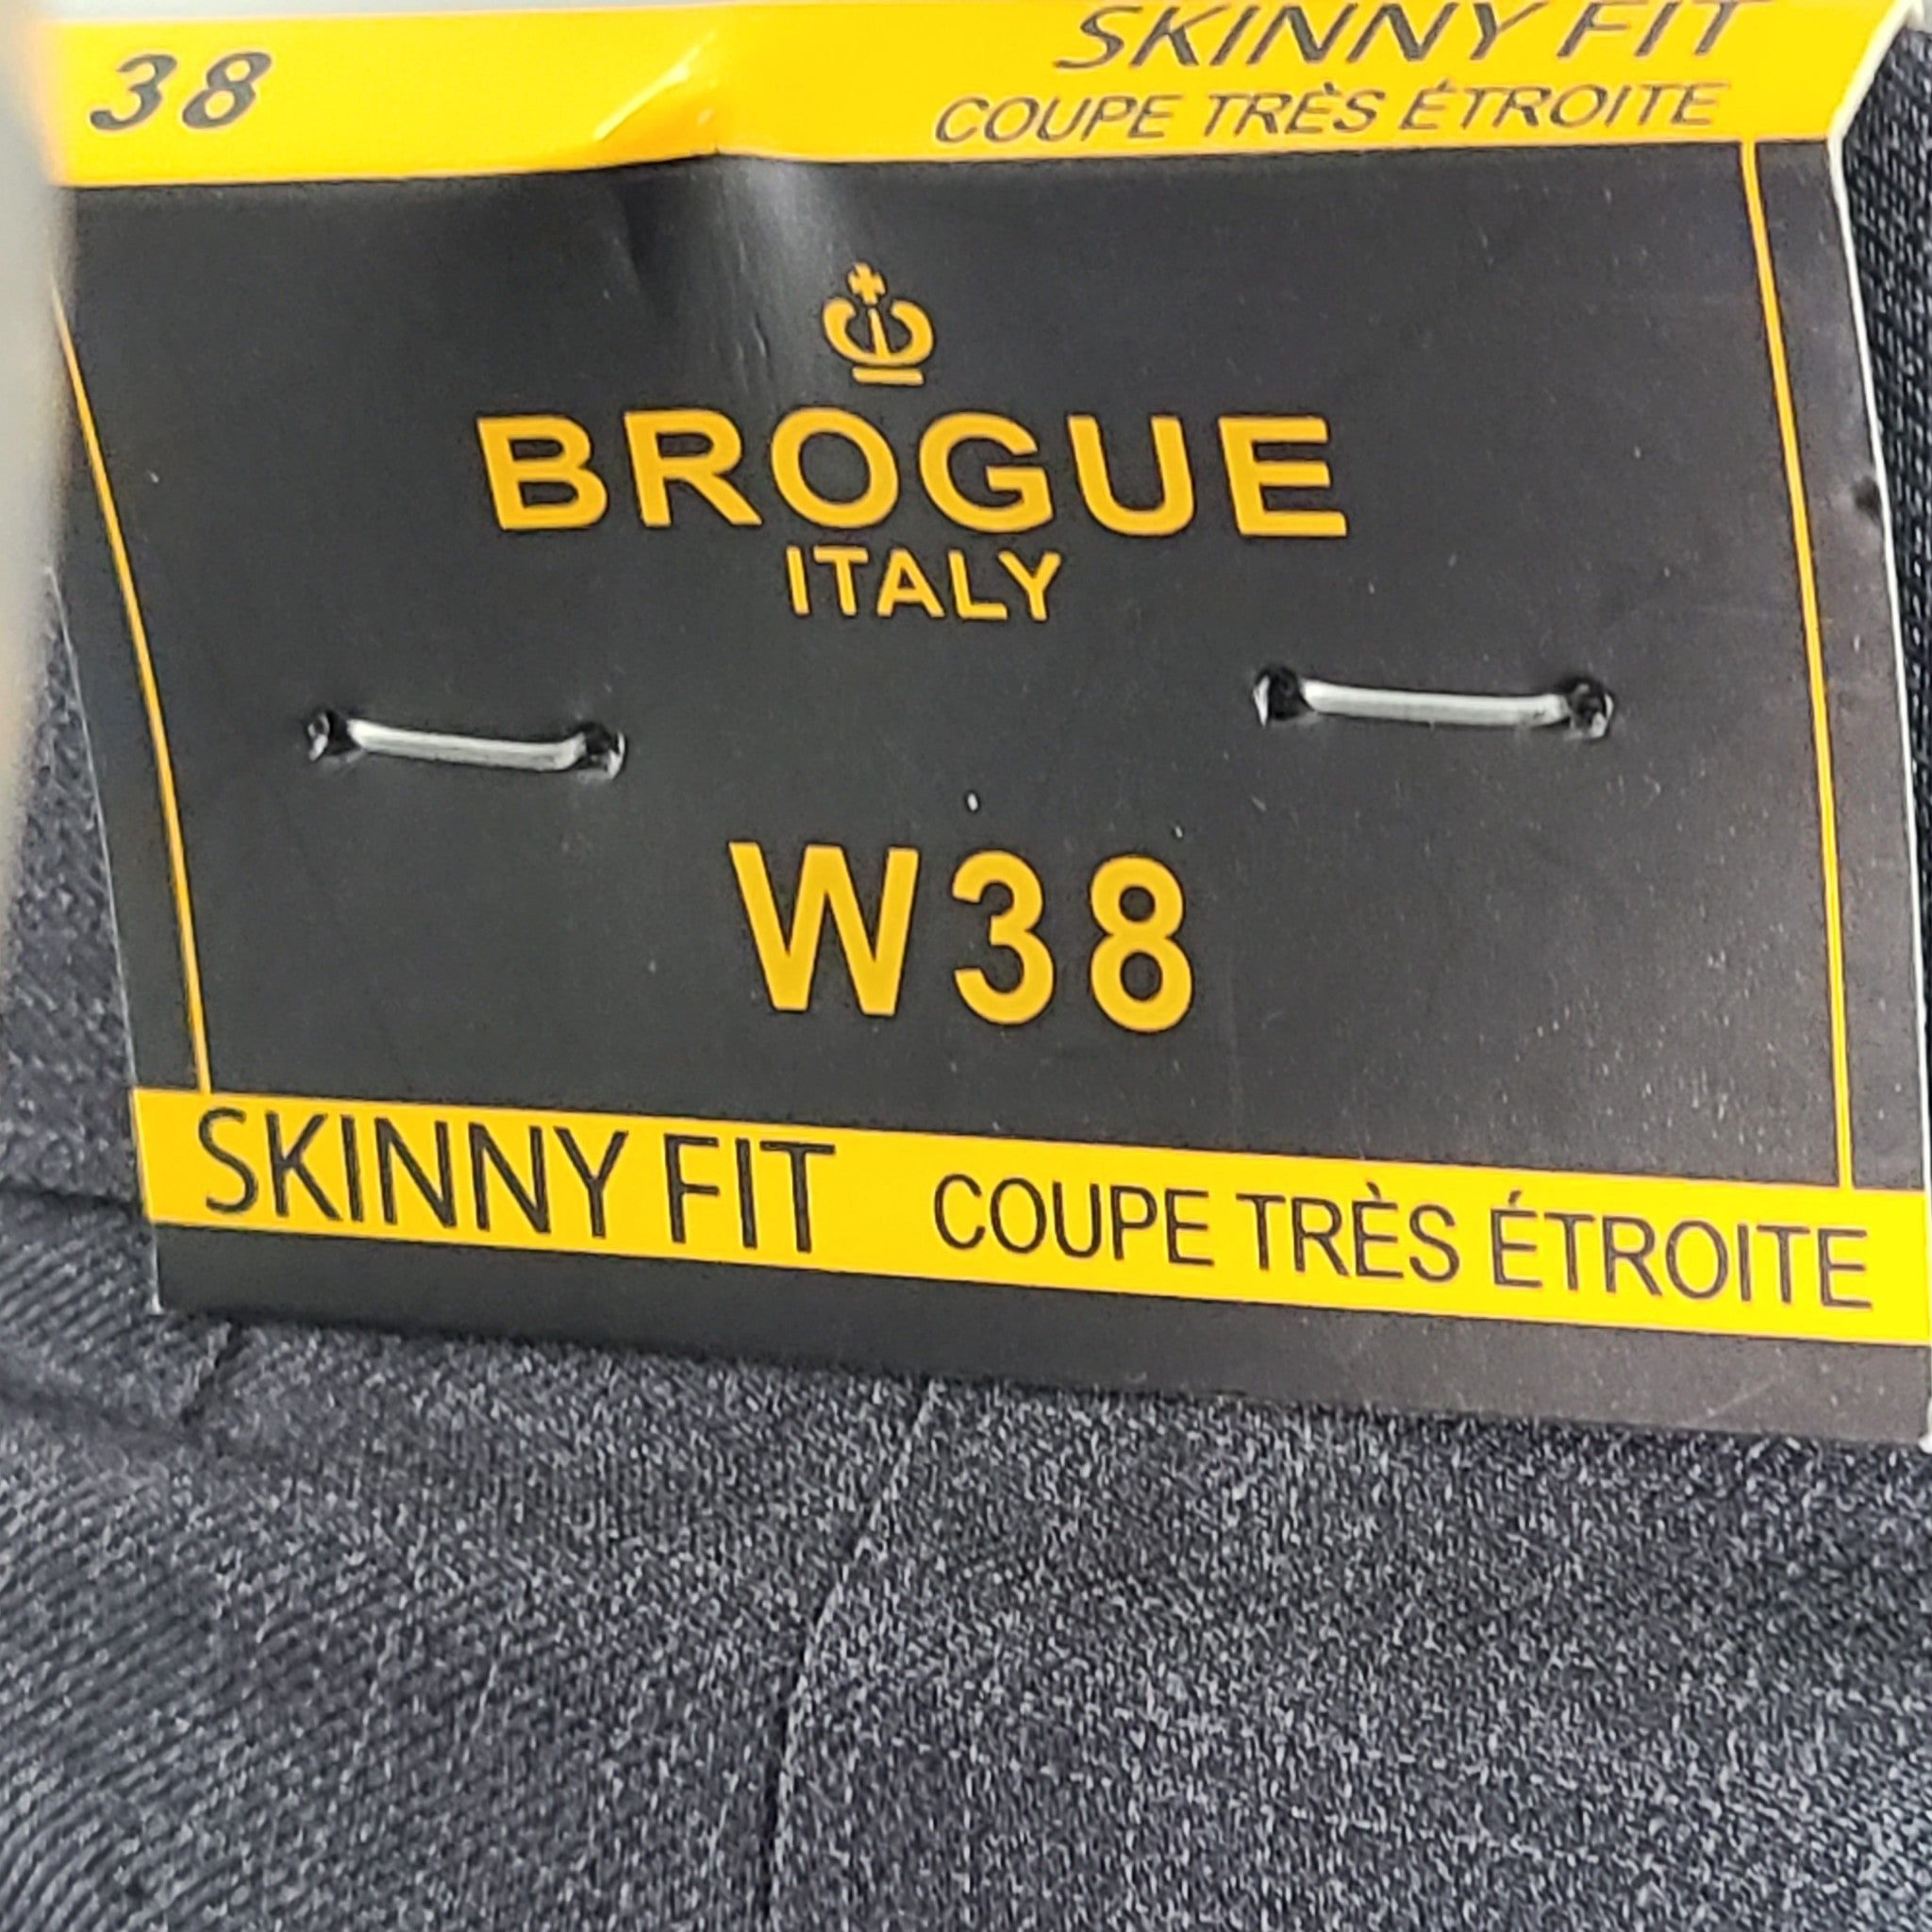 38
SKINNY FIT
COUPE TRÈS ÉTROITE
BROGUE
ITALY
W38
SKINNY FIT COUPE TRÈS ÉTROITE